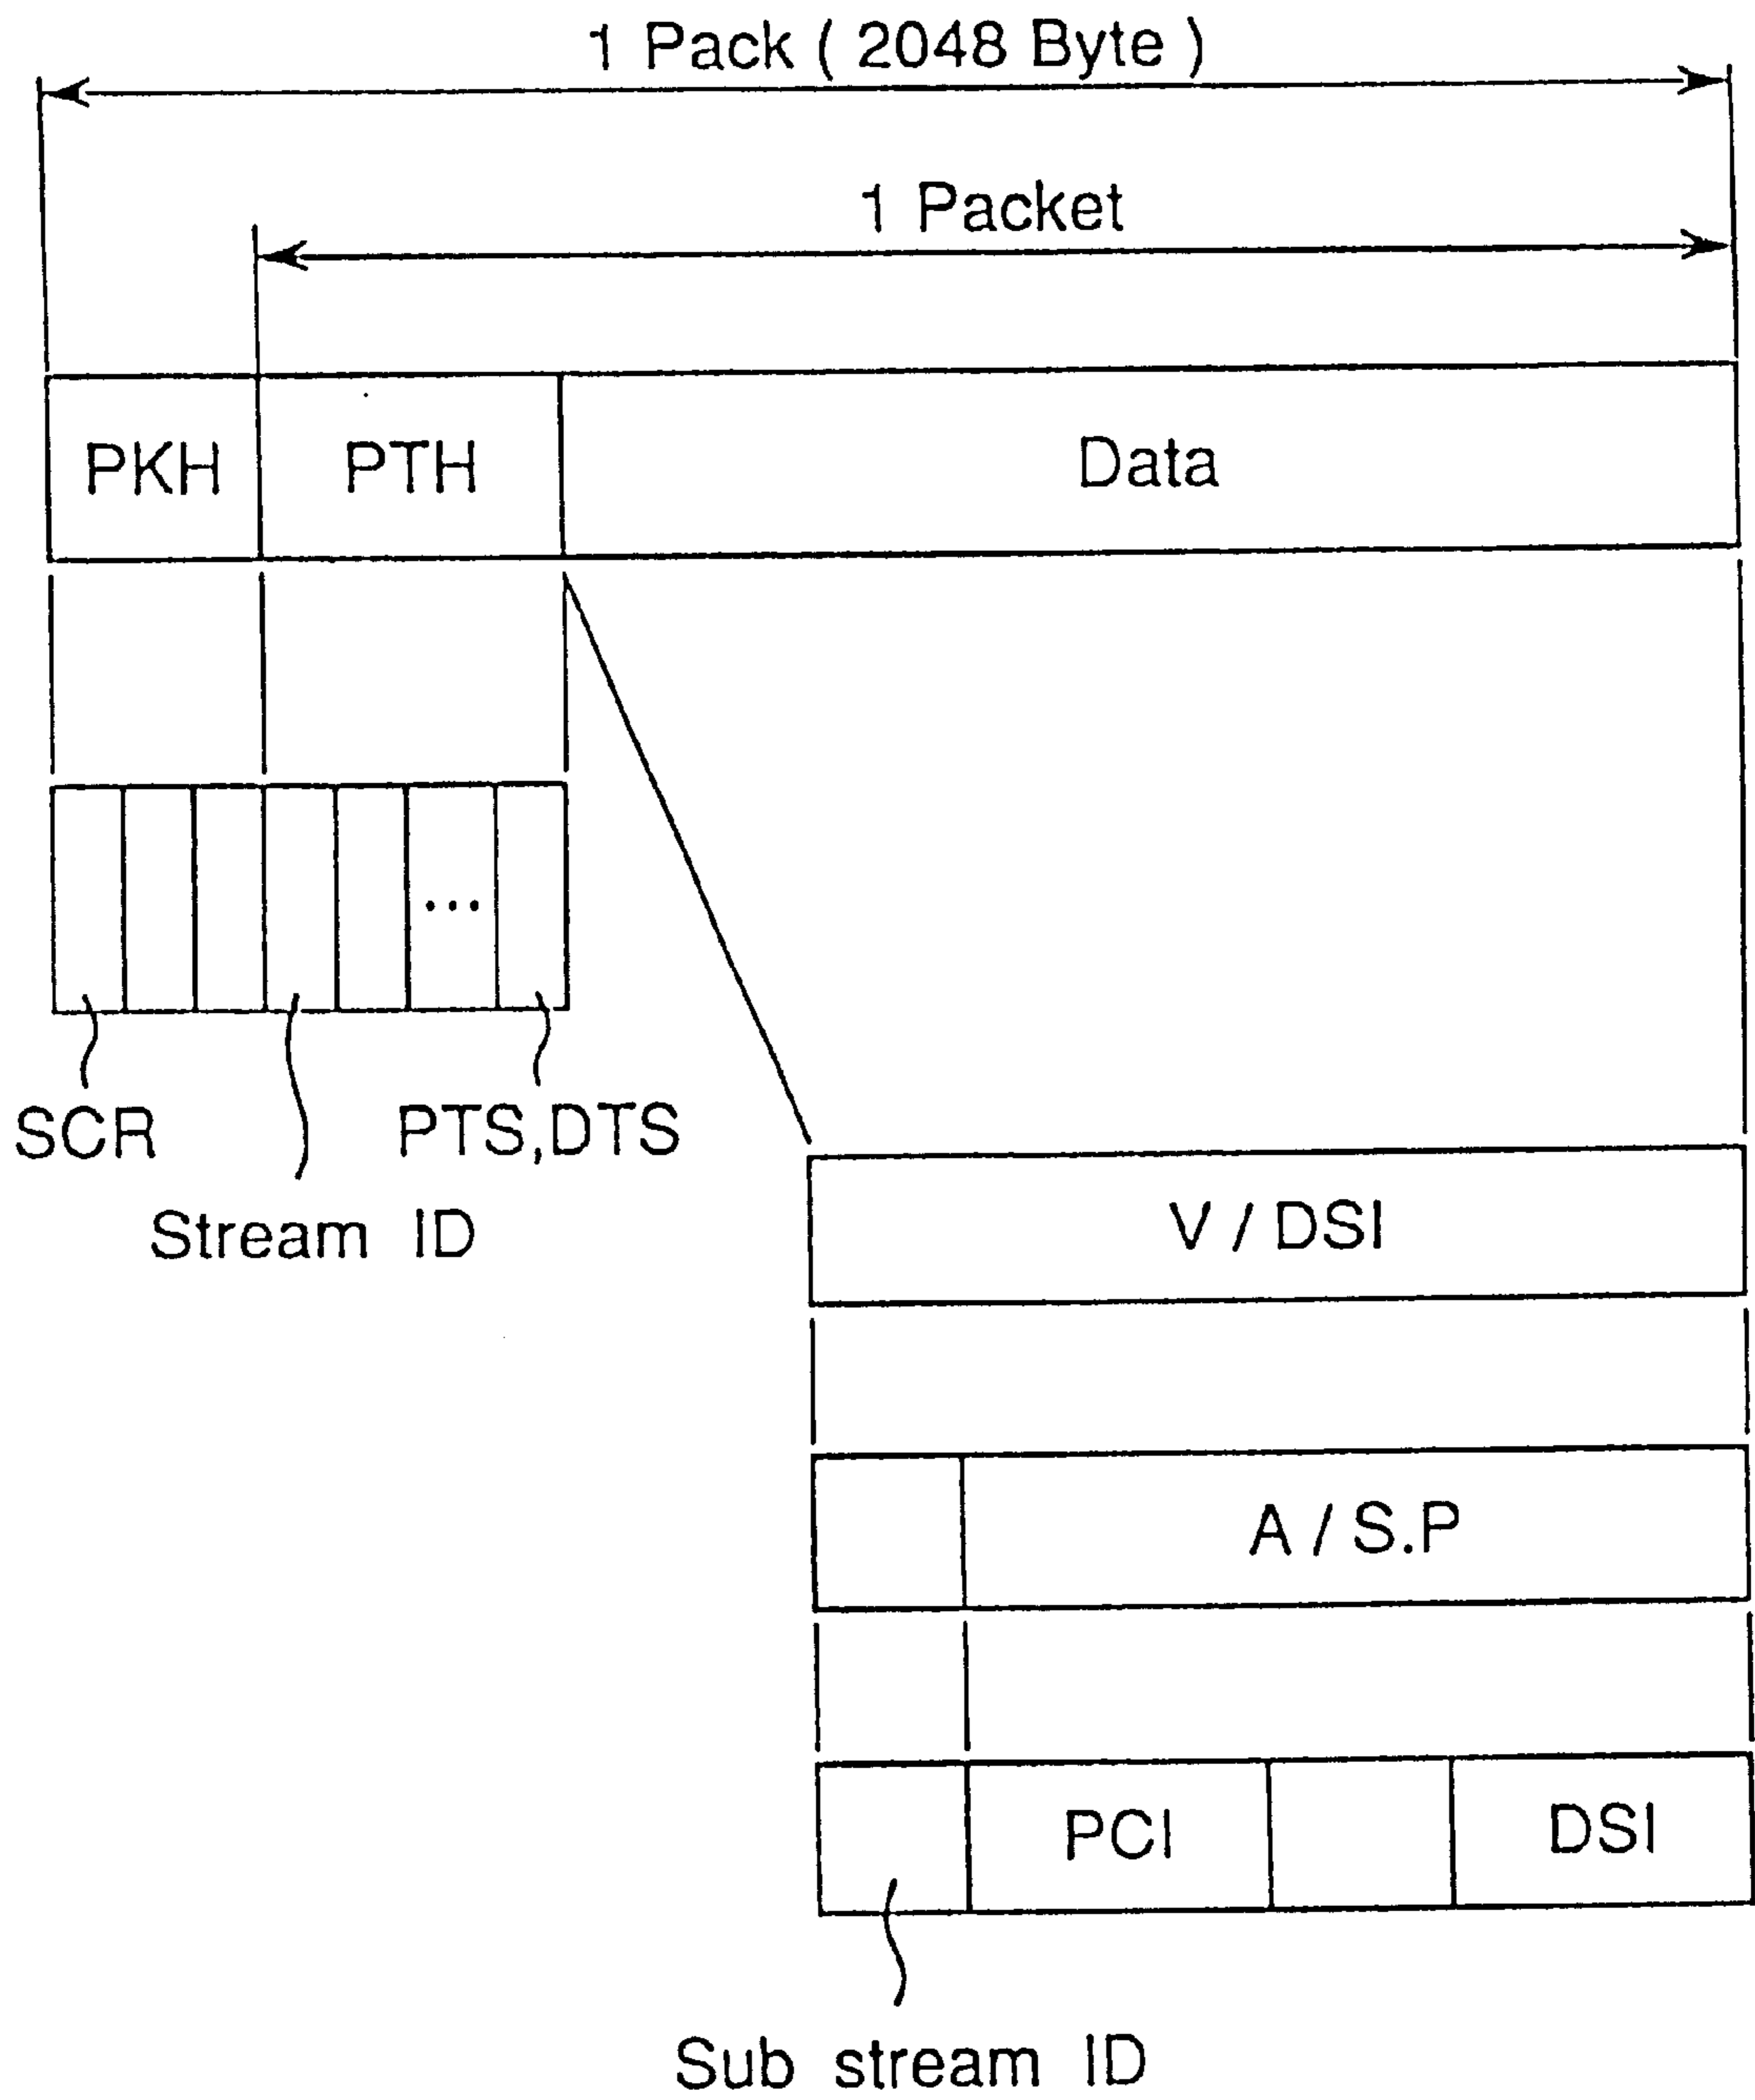 1 Pack ( 2048 Byte )
1 Packet
PKH PTH Data
...
SCR
PTS,DTS
Stream ID
V / DSI
A / S.P
PCI DSI
Sub stream ID